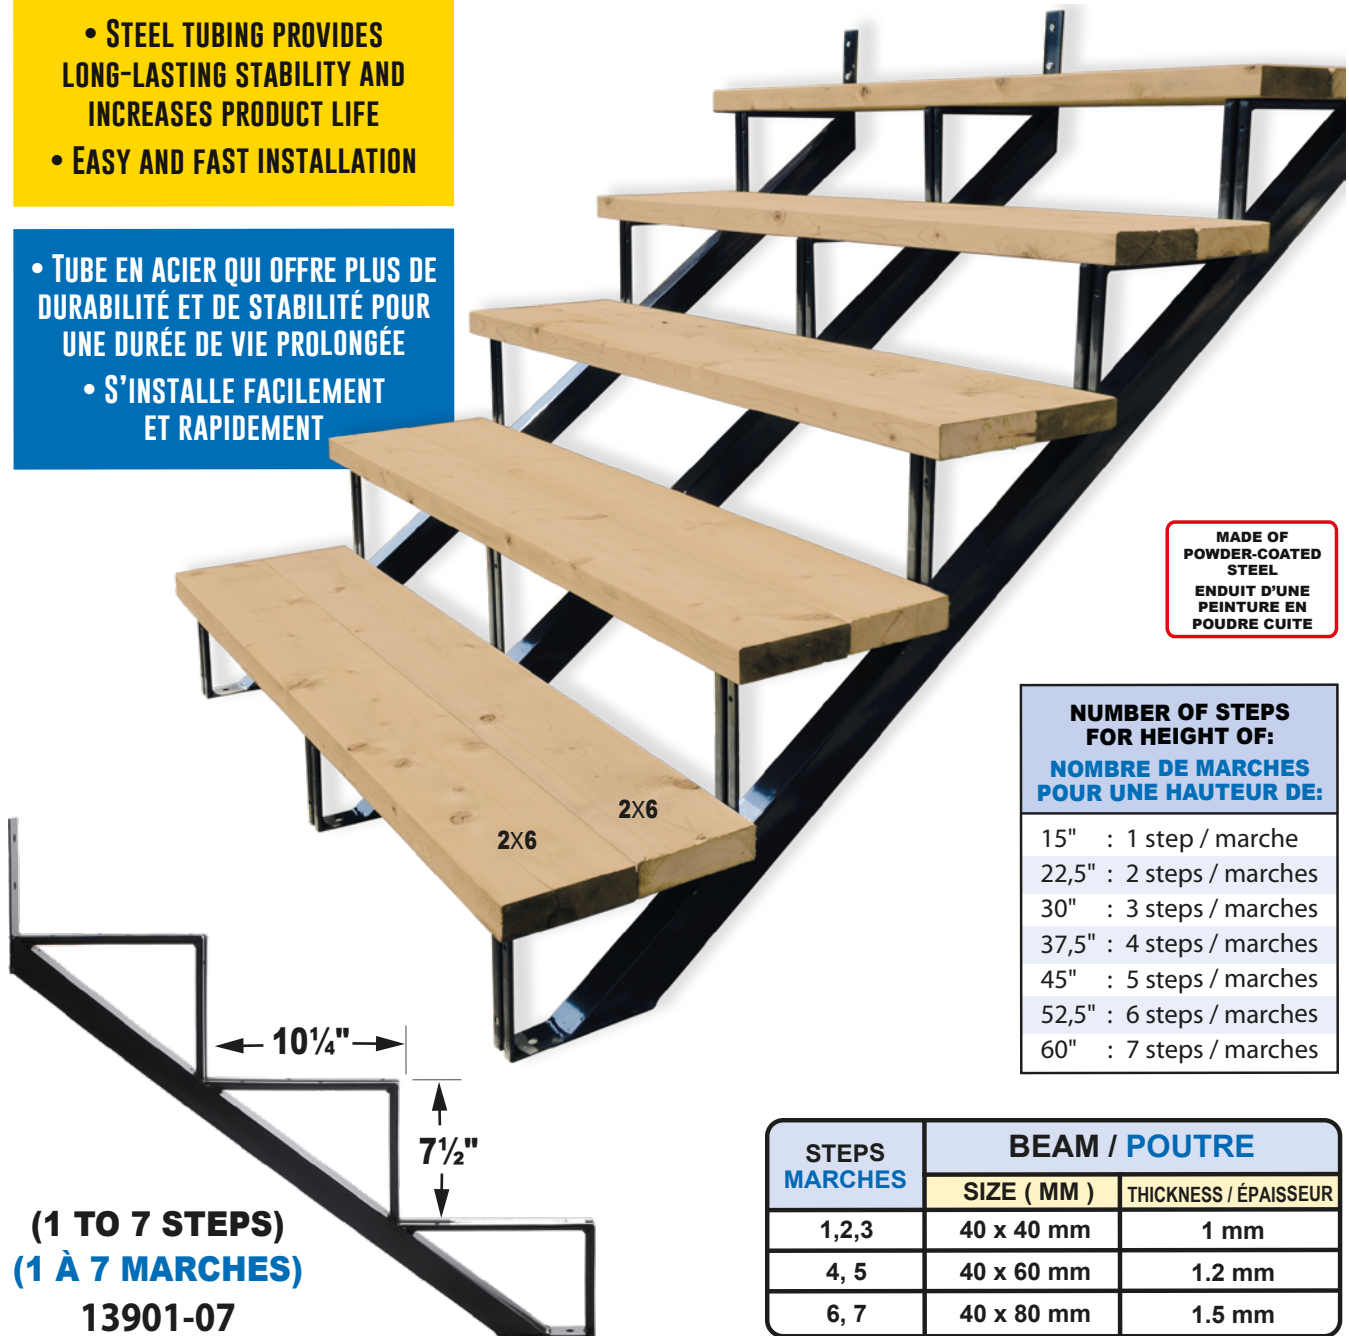 • STEEL TUBING PROVIDES
LONG-LASTING STABILITY AND
INCREASES PRODUCT LIFE
• EASY AND FAST INSTALLATION
• TUBE EN ACIER QUI OFFRE PLUS DE
DURABILITÉ ET DE STABILITÉ POUR
UNE DURÉE DE VIE PROLONGÉE
• S'INSTALLE FACILEMENT
ET RAPIDEMENT
MADE OF
POWDER-COATED
STEEL
ENDUIT D'UNE
PEINTURE EN
POUDRE CUITE
2X6
2X6
NUMBER OF STEPS
FOR HEIGHT OF:
NOMBRE DE MARCHES
POUR UNE HAUTEUR DE:
15" : 1 step / marche
22,5" : 2 steps / marches
30" : 3 steps / marches
37,5" : 4 steps / marches
45" : 5 steps / marches
52,5" : 6 steps / marches
60" : 7 steps / marches
10¼"
7½"
(1 TO 7 STEPS)
(1 À 7 MARCHES)
13901-07
STEPS
MARCHES
BEAM / POUTRE
SIZE ( MM ) THICKNESS / ÉPAISSEUR
1,2,3 40 x 40 mm 1 mm
4, 5 40 x 60 mm 1.2 mm
6, 7 40 x 80 mm 1.5 mm